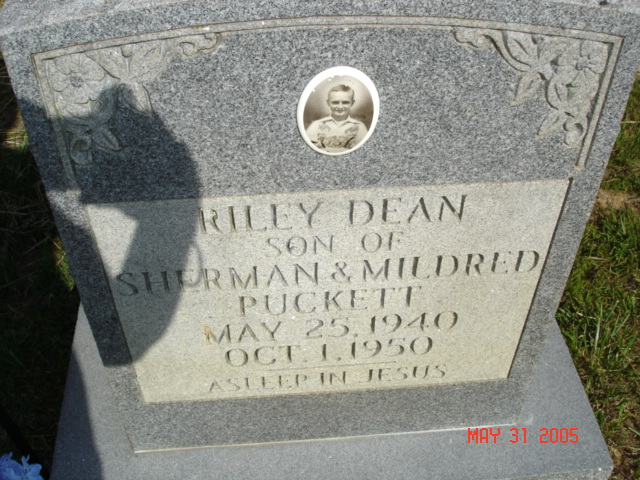 RILEY DEAN
SON OF
SHERMAN & MILDRED
PUCKETT
MAY 25, 1940
OCT. 1, 1950
ASLEEP IN JESUS
MAY 31 2005